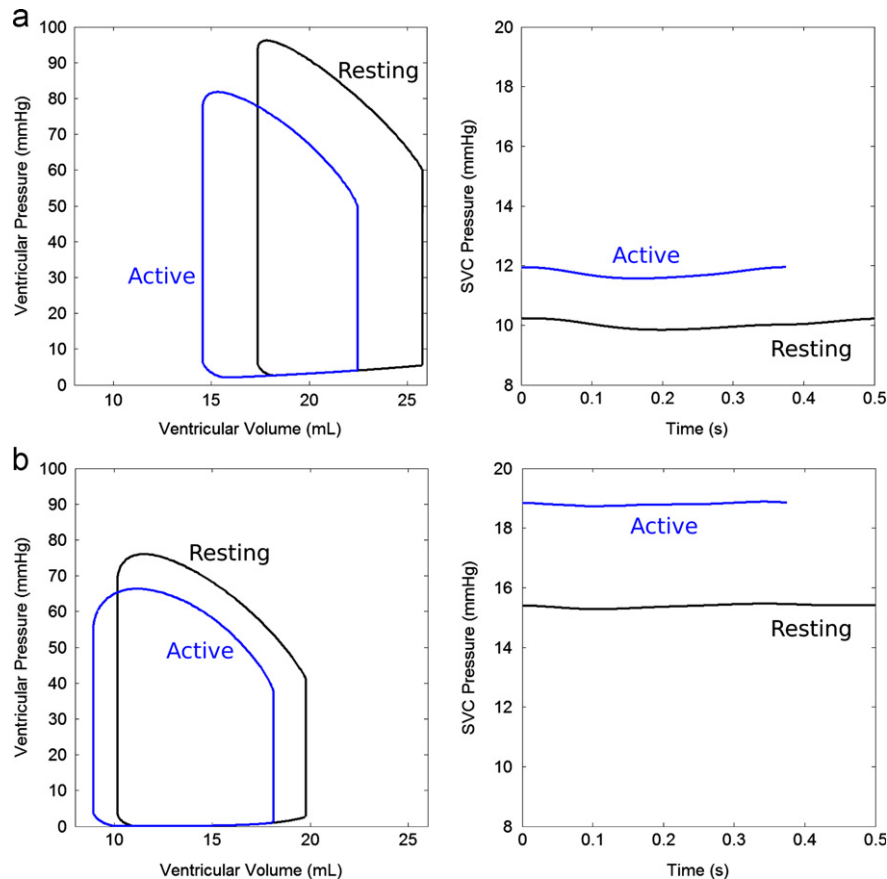 a
100
90
80
70
60
50
40
30
20
10
0
Ventricular Pressure (mmHg)
Resting
Active
10 15 20 25
Ventricular Volume (mL)
20
18
16
14
12
10
8
SVC Pressure (mmHg)
Active
Resting
0 0.1 0.2 0.3 0.4 0.5
Time (s)
b
100
90
80
70
60
50
40
30
20
10
0
Ventricular Pressure (mmHg)
Resting
Active
10 15 20 25
Ventricular Volume (mL)
20
18
16
14
12
10
8
SVC Pressure (mmHg)
Active
Resting
0 0.1 0.2 0.3 0.4 0.5
Time (s)